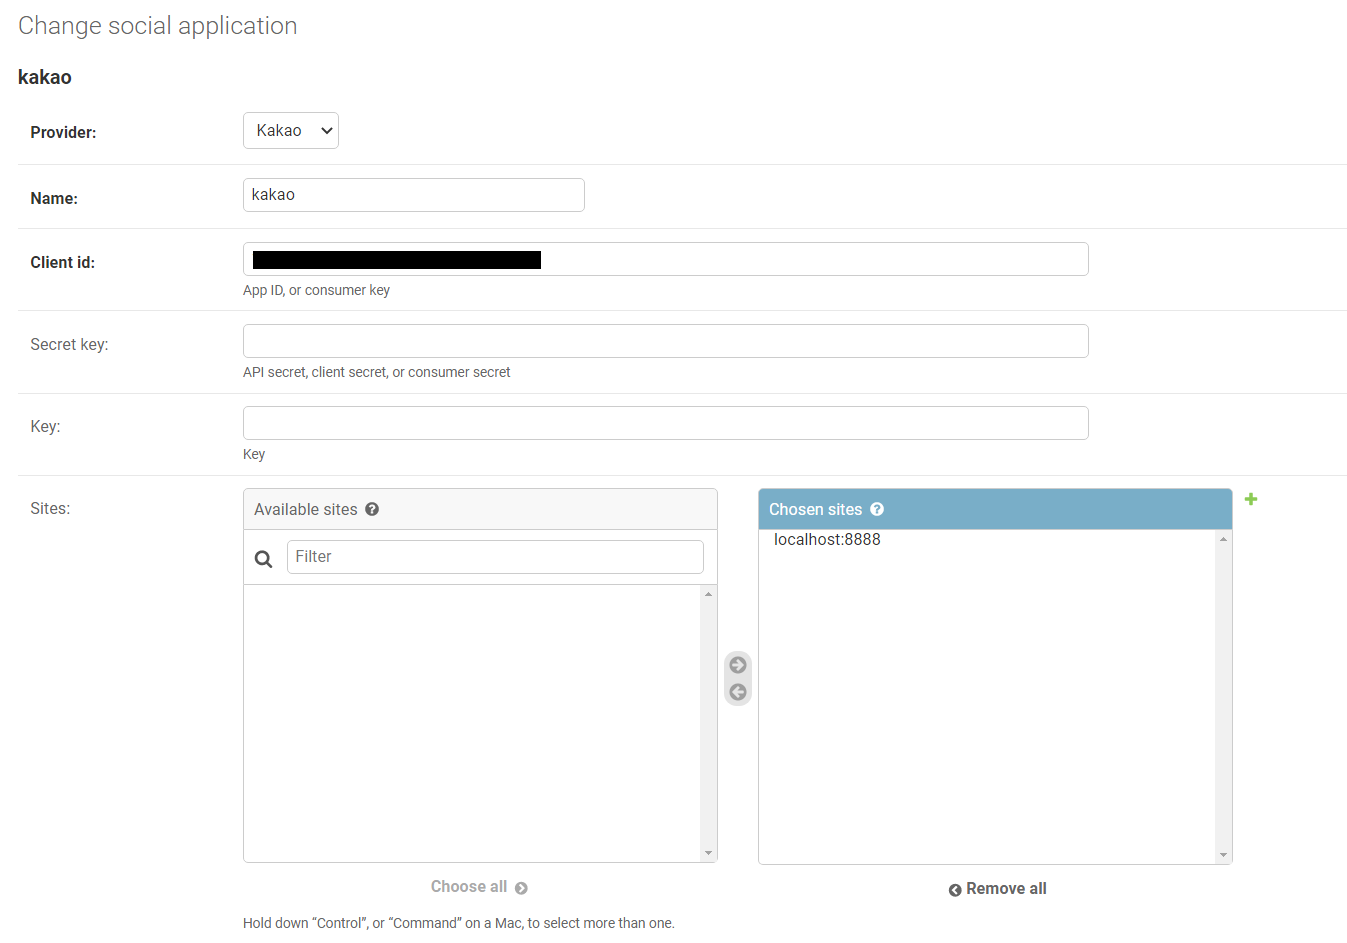 Change social application
kakao
Provider: Kakao
Name: kakao
Client id:
App ID, or consumer key
Secret key:
API secret, client secret, or consumer secret
Key:
Key
Sites:
Available sites ?
Filter
Chosen sites ?
localhost:8888
Choose all
Remove all
Hold down “Control”, or “Command” on a Mac, to select more than one.